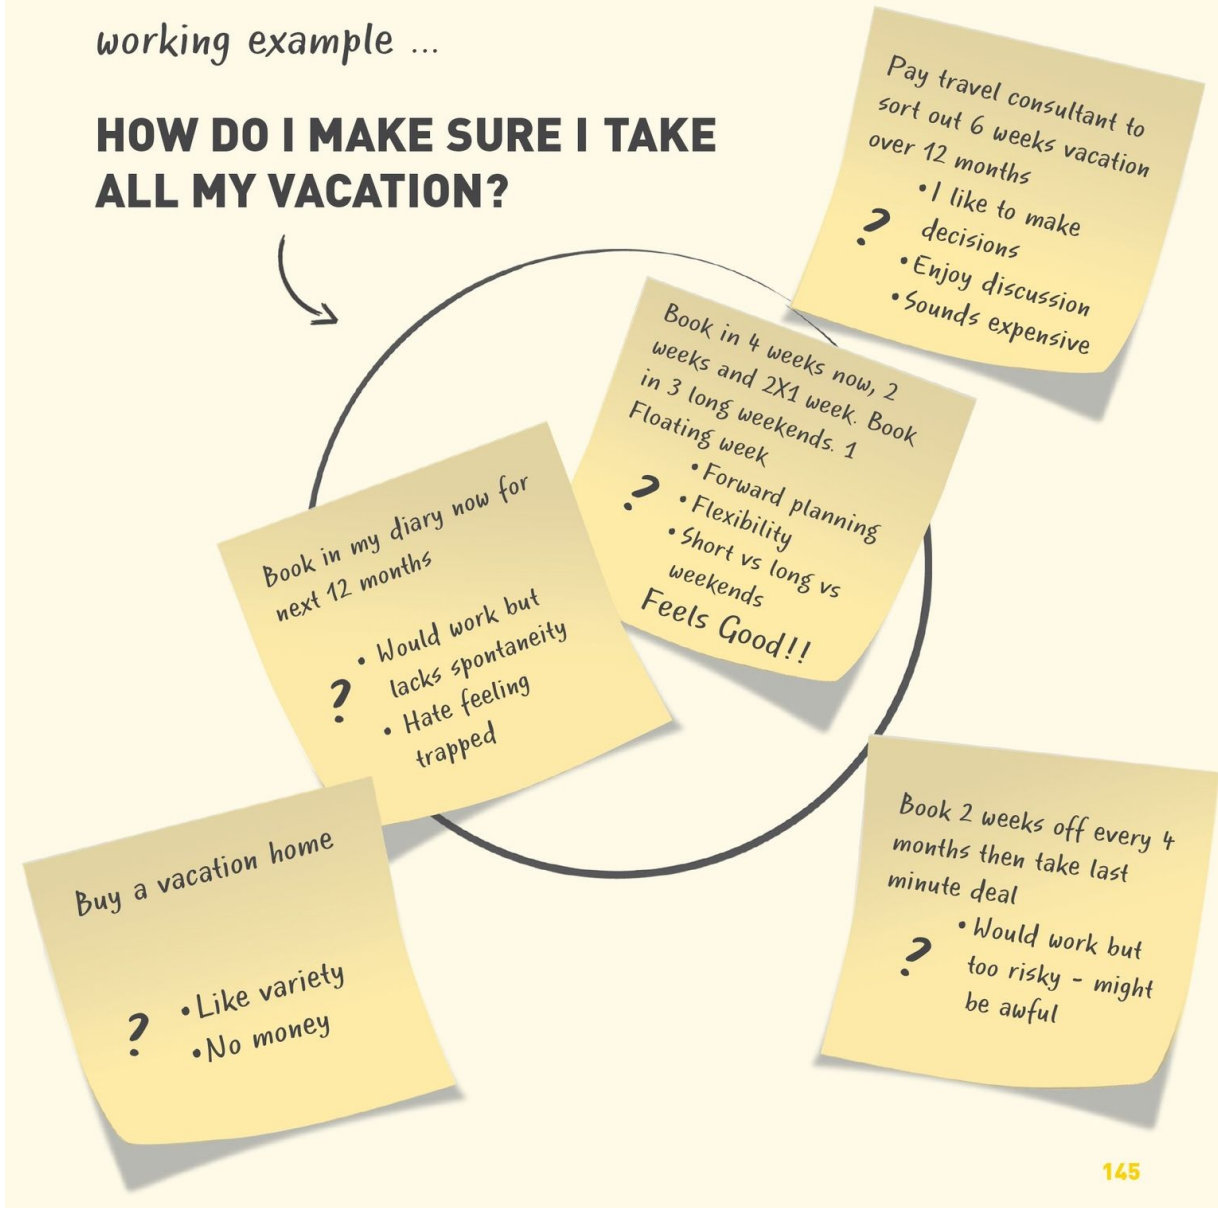 working example ...
HOW DO I MAKE SURE I TAKE
ALL MY VACATION?
Pay travel consultant to
sort out 6 weeks vacation
over 12 months
?
• I like to make
decisions
• Enjoy discussion
• Sounds expensive
Book in 4 weeks now, 2
weeks and 2X1 week. Book
in 3 long weekends. 1
Floating week
?
• Forward planning
• Flexibility
• Short vs long vs
weekends
Feels Good!!
Book in my diary now for
next 12 months
?
• Would work but
lacks spontaneity
• Hate feeling
trapped
Buy a vacation home
?
• Like variety
• No money
Book 2 weeks off every 4
months then take last
minute deal
?
• Would work but
too risky - might
be awful
145